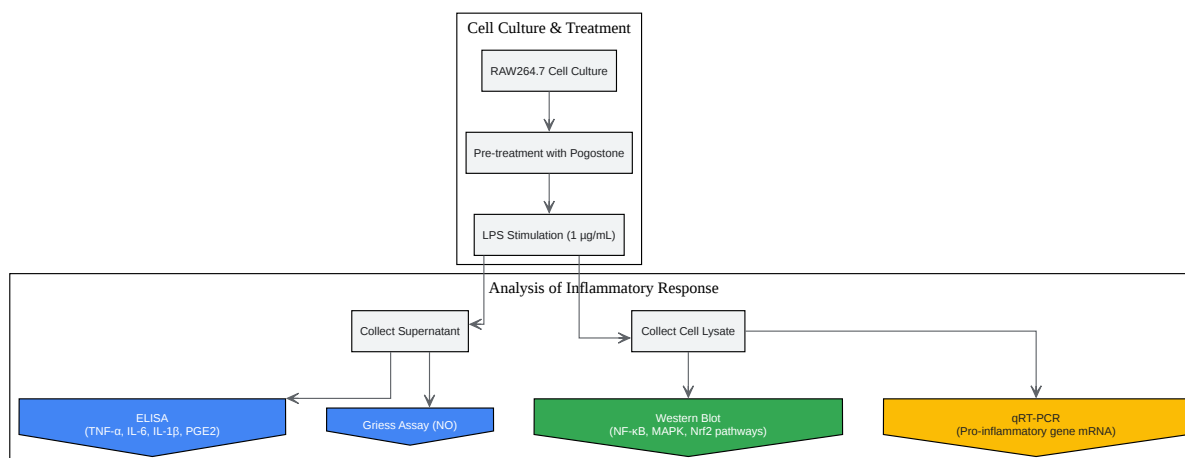 Cell Culture & Treatment
RAW264.7 Cell Culture
Pre-treatment with Pogostone
LPS Stimulation (1 µg/mL)
Analysis of Inflammatory Response
Collect Supernatant
Collect Cell Lysate
ELISA
(TNF-α, IL-6, IL-1β, PGE2)
Griess Assay (NO)
Western Blot
(NF-κB, MAPK, Nrf2 pathways)
qRT-PCR
(Pro-inflammatory gene mRNA)